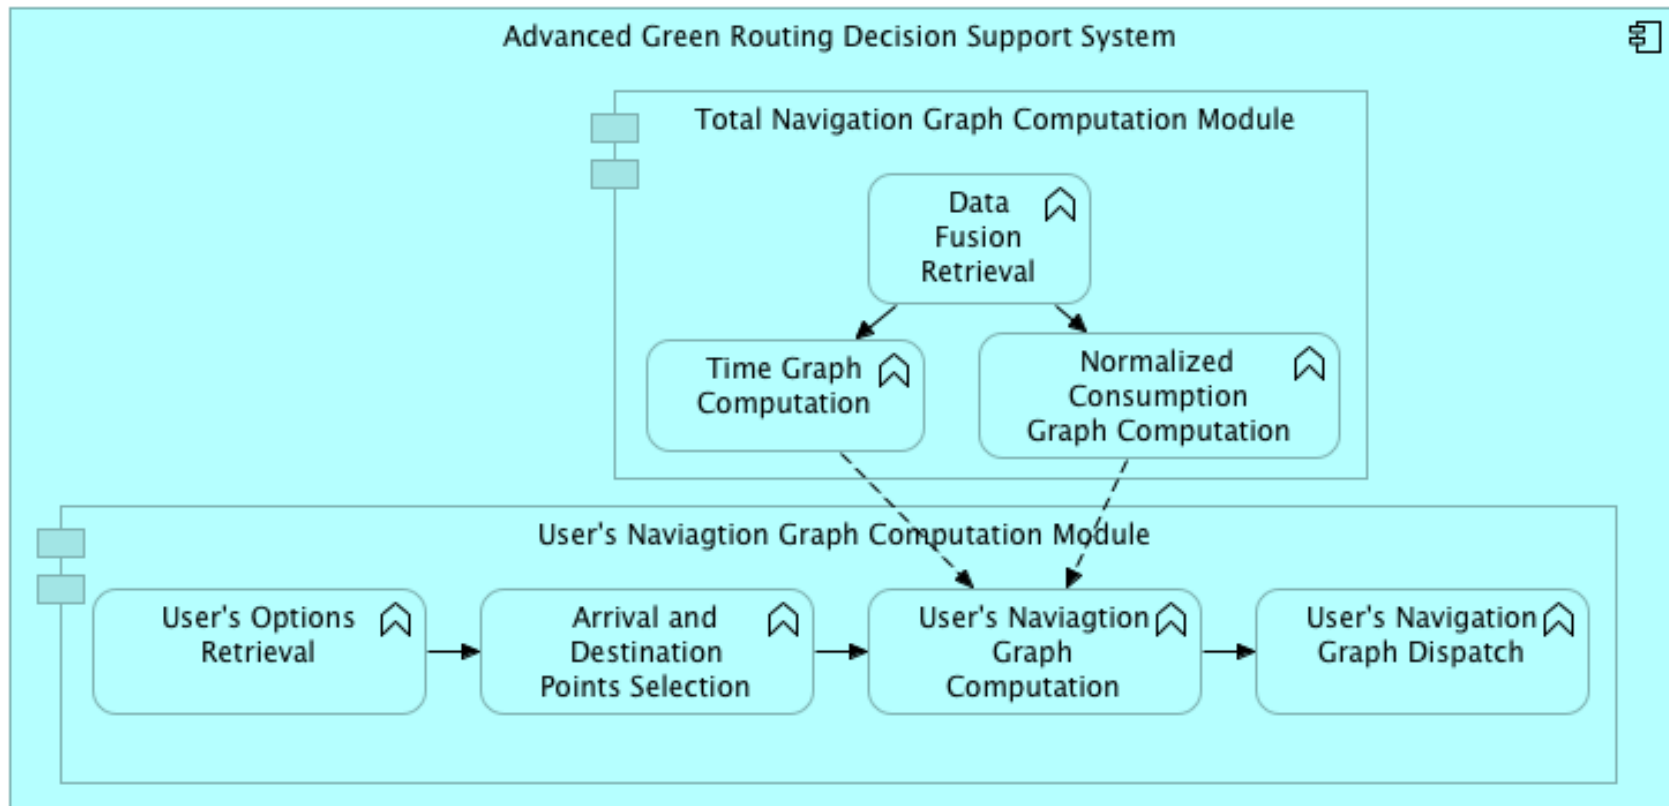 Advanced Green Routing Decision Support System
Total Navigation Graph Computation Module
Data
Fusion
Retrieval
Time Graph
Computation
Normalized
Consumption
Graph Computation
User's Naviagtion Graph Computation Module
User's Options
Retrieval
Arrival and
Destination
Points Selection
User's Naviagtion
Graph
Computation
User's Navigation
Graph Dispatch